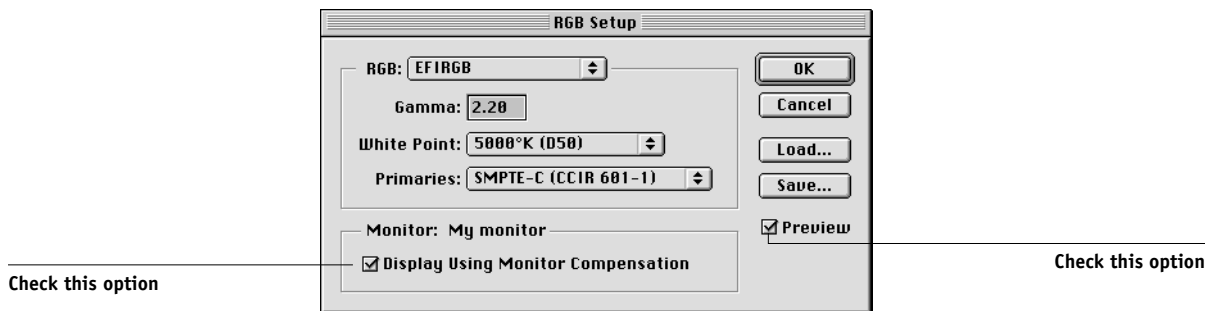 RGB Setup
RGB: EFIRGB
Gamma: 2.20
White Point: 5000°K (D50)
Primaries: SMPTE-C (CCIR 601-1)
OK
Cancel
Load...
Save...
Preview
Monitor: My monitor
Display Using Monitor Compensation
Check this option
Check this option